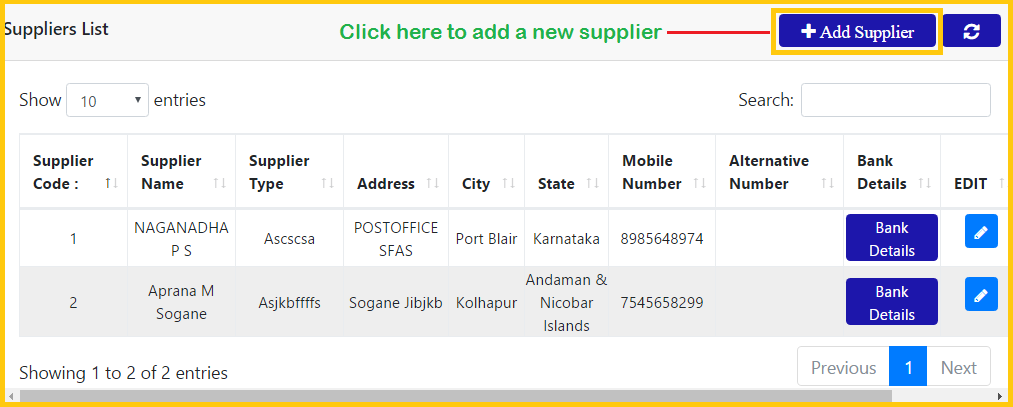 Suppliers List
Click here to add a new supplier
Add Supplier
Show 10 entries
Search:
Supplier Code :
Supplier Name
Supplier Type
Address
City
State
Mobile Number
Alternative Number
Bank Details
EDIT
1
NAGANADHA P S
Ascscsa
POSTOFFICE SFAS
Port Blair
Karnataka
8985648974
Bank Details
2
Aprana M Sogane
Asjkbffffs
Sogane Jibjkb
Kolhapur
Andaman & Nicobar Islands
7545658299
Bank Details
Showing 1 to 2 of 2 entries
Previous
1
Next